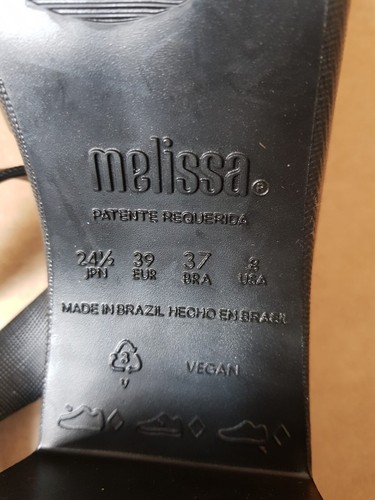 melissa®
PATENTE REQUERIDA
24½ 39 37 8
JPN EUR BRA USA
MADE IN BRAZIL HECHO EN BRASIL
3
V VEGAN